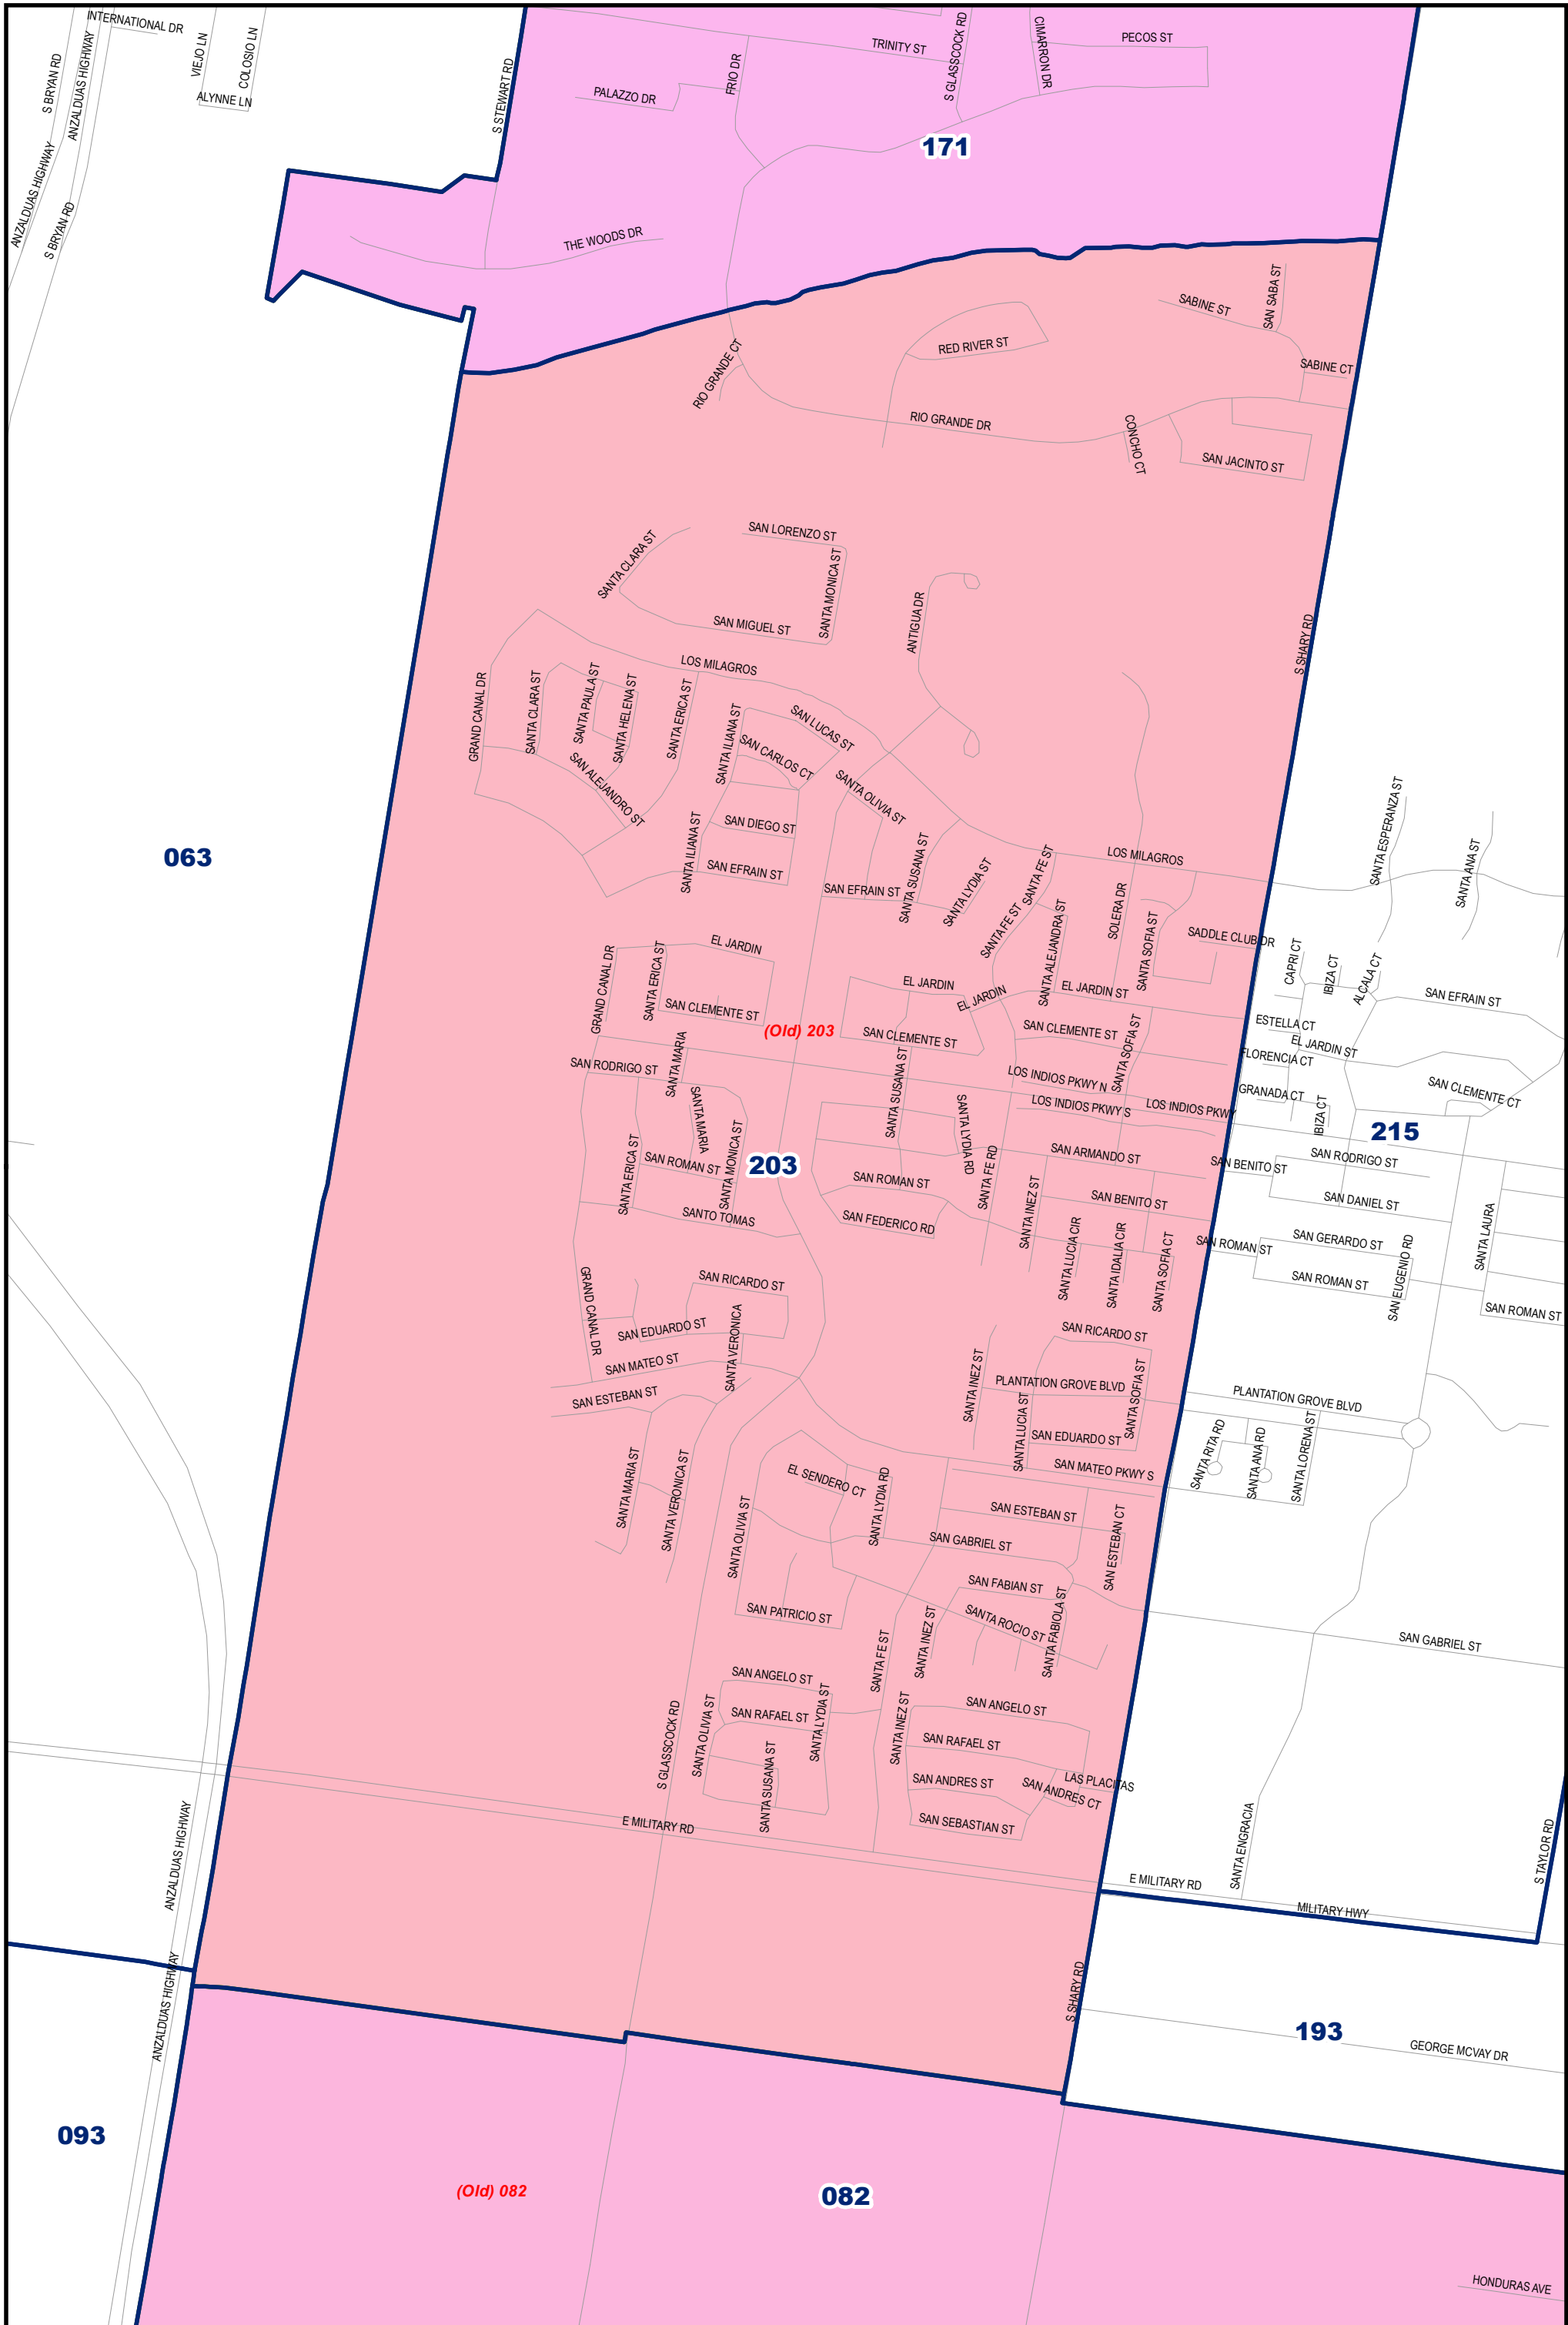 INTERNATIONAL DR
S BRYAN RD
ANZALDUAS HIGHWAY
VIEJO LN
COLOSIO LN
ALYNNE LN
ANZALDUAS HIGHWAY
S BRYAN RD
S STEWART RD
PALAZZO DR
FRIO DR
TRINITY ST
S GLASSCOCK RD
CIMARRON DR
PECOS ST
171
THE WOODS DR
SABINE ST
SAN SABA ST
SABINE CT
RED RIVER ST
RIO GRANDE CT
RIO GRANDE DR
CONCHO CT
SAN JACINTO ST
SAN LORENZO ST
SANTA CLARA ST
SANTA MONICA ST
SAN MIGUEL ST
ANTIGUA DR
S SHARY RD
LOS MILAGROS
GRAND CANAL DR
SANTA CLARA ST
SANTA PAULA ST
SANTA HELENA ST
SANTA ERICA ST
SANTA ILIANA ST
SAN LUCAS ST
SAN CARLOS CT
SAN ALEJANDRO ST
SANTA OLIVIA ST
SAN DIEGO ST
SANTA ILIANA ST
SAN EFRAIN ST
SAN EFRAIN ST
SANTA SUSANA ST
SANTA LYDIA ST
SANTA FE ST
SANTA FE ST
LOS MILAGROS
SOLERA DR
SANTA ALEJANDRA ST
SANTA SOFIA ST
SADDLE CLUB DR
SANTA ESPERANZA ST
SANTA ANA ST
063
EL JARDIN
GRAND CANAL DR
SANTA ERICA ST
SAN CLEMENTE ST
(Old) 203
EL JARDIN
EL JARDIN
EL JARDIN ST
SAN CLEMENTE ST
SAN CLEMENTE ST
SANTA SOFIA ST
CAPRI CT
IBIZA CT
ALCALA CT
SAN EFRAIN ST
ESTELLA CT
EL JARDIN ST
FLORENCIA CT
GRANADA CT
IBIZA CT
SAN CLEMENTE CT
215
SAN RODRIGO ST
SANTA MARIA
SANTA MARIA
SANTA MONICA ST
SANTA ERICA ST
SAN ROMAN ST
203
SANTO TOMAS
SANTA SUSANA ST
SANTA LYDIA RD
LOS INDIOS PKWY N
LOS INDIOS PKWY S
LOS INDIOS PKWY
SAN ARMANDO ST
SAN ROMAN ST
SAN FEDERICO RD
SANTA FE RD
SANTA INEZ ST
SAN BENITO ST
SANTA LUCIA CIR
SANTA IDALIA CIR
SANTA SOFIA CT
SAN BENITO ST
SAN RODRIGO ST
SAN DANIEL ST
SAN ROMAN ST
SAN GERARDO ST
SAN ROMAN ST
SAN EUGENIO RD
SANTA LAURA
SAN ROMAN ST
GRAND CANAL DR
SAN RICARDO ST
SAN EDUARDO ST
SANTA VERONICA
SAN MATEO ST
SAN ESTEBAN ST
SAN RICARDO ST
SANTA INEZ ST
PLANTATION GROVE BLVD
SANTA LUCIA ST
SANTA SOFIA ST
SAN EDUARDO ST
SAN MATEO PKWY S
PLANTATION GROVE BLVD
SANTA RITA RD
SANTA ANA RD
SANTA LORENA ST
SANTA MARIA ST
SANTA VERONICA ST
SANTA OLIVIA ST
EL SENDERO CT
SANTA LYDIA RD
SAN ESTEBAN ST
SAN GABRIEL ST
SAN ESTEBAN CT
SAN FABIAN ST
SANTA ROCIO ST
SANTA FABIOLA ST
SAN PATRICIO ST
SANTA FE ST
SANTA INEZ ST
SAN GABRIEL ST
SAN ANGELO ST
SAN RAFAEL ST
SANTA OLIVIA ST
SANTA LYDIA ST
SANTA SUSANA ST
S GLASSCOCK RD
SANTA INEZ ST
SAN ANGELO ST
SAN RAFAEL ST
SAN ANDRES ST
SAN ANDRES CT
LAS PLACITAS
SAN SEBASTIAN ST
E MILITARY RD
E MILITARY RD
SANTA ENGRACIA
MILITARY HWY
S TAYLOR RD
ANZALDUAS HIGHWAY
ANZALDUAS HIGHWAY
S SHARY RD
193
GEORGE MCVAY DR
093
(Old) 082
082
HONDURAS AVE